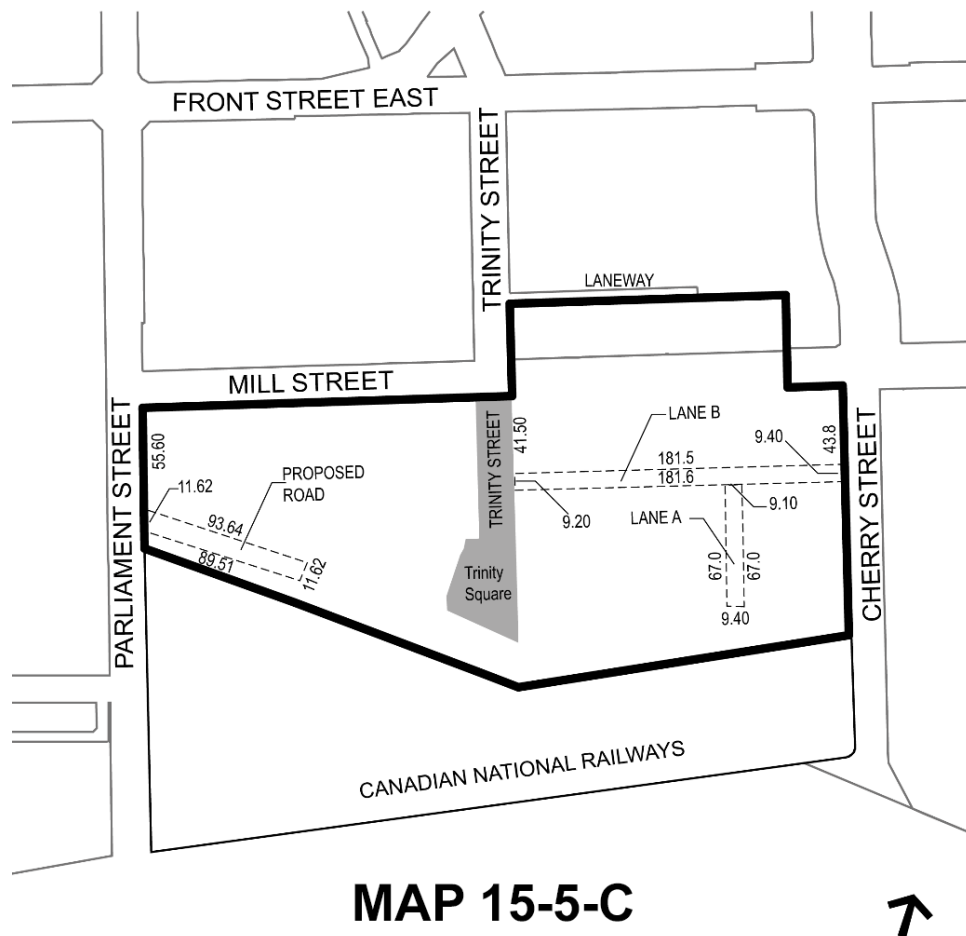 FRONT STREET EAST
TRINITY STREET
LANEWAY
MILL STREET
PARLIAMENT STREET
55.60
TRINITY STREET
41.50
LANE B
9.40
43.8
181.5
181.6
PROPOSED
ROAD
11.62
93.64
89.51
11.62
9.20
9.10
LANE A
67.0
67.0
9.40
Trinity
Square
CHERRY STREET
CANADIAN NATIONAL RAILWAYS
MAP 15-5-C